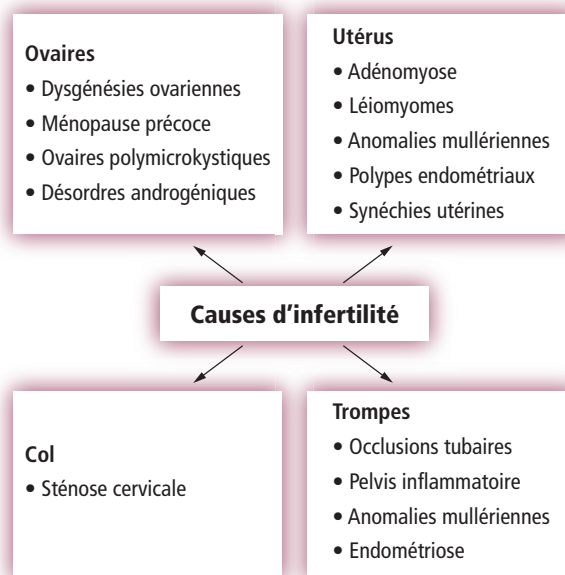 Ovaires
• Dysgénésies ovariennes
• Ménopause précoce
• Ovaires polymicrokystiques
• Désordres androgéniques
Utérus
• Adénomyose
• Léiomyomes
• Anomalies mullériennes
• Polypes endométriaux
• Synéchies utérines
Causes d'infertilité
Col
• Sténose cervicale
Trompes
• Occlusions tubaires
• Pelvis inflammatoire
• Anomalies mullériennes
• Endométriose